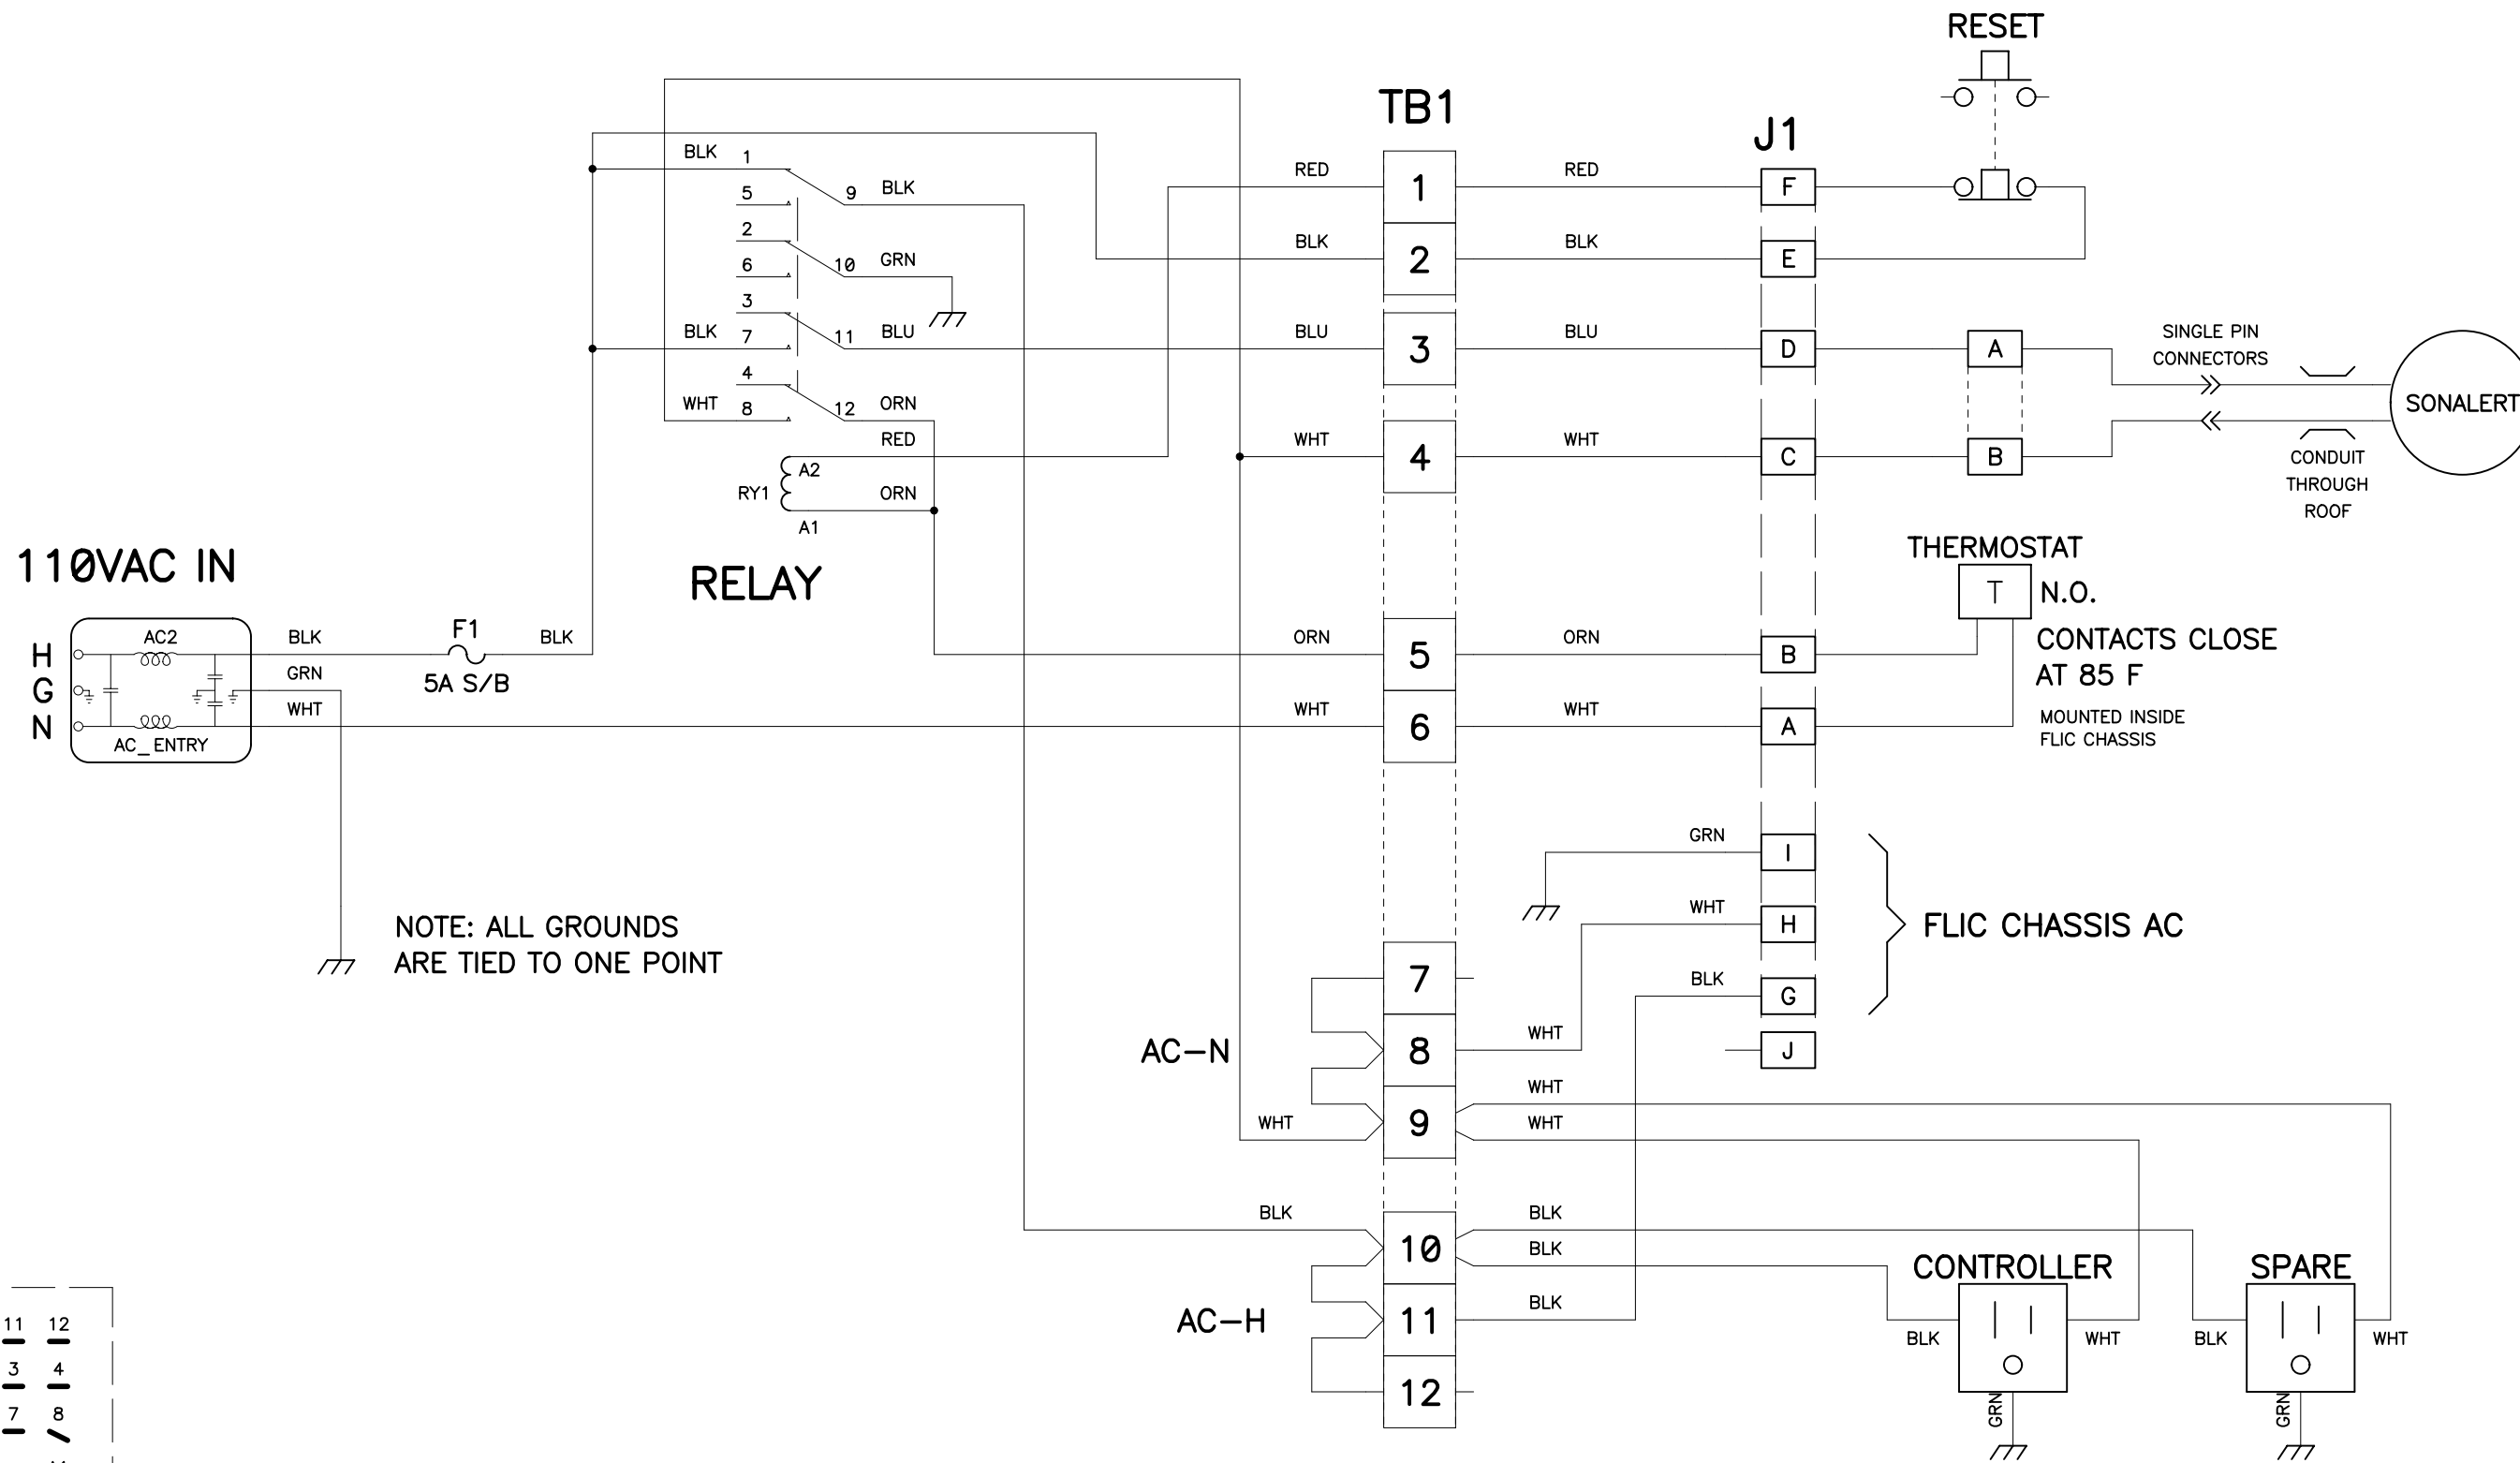 RESET
TB1
J1
BLK 1
5 9 BLK
2
6 10 GRN
3
BLK 7 11 BLU
4
WHT 8 12 ORN
RED
A2
RY1 ORN
A1
RELAY
RED 1 RED F
BLK 2 BLK E
BLU 3 BLU D A
WHT 4 WHT C B
SINGLE PIN
CONNECTORS
SONALERT
CONDUIT
THROUGH
ROOF
110VAC IN
H
G
N
AC2
AC_ENTRY
BLK
GRN
WHT
F1
5A S/B
BLK
ORN 5 ORN B
WHT 6 WHT A
THERMOSTAT
T N.O.
CONTACTS CLOSE
AT 85 F
MOUNTED INSIDE
FLIC CHASSIS
NOTE: ALL GROUNDS
ARE TIED TO ONE POINT
GRN I
WHT H
BLK G
J
FLIC CHASSIS AC
7
AC-N 8 WHT
WHT
WHT 9 WHT
BLK 10 BLK
BLK
AC-H 11 BLK
12
CONTROLLER
BLK WHT
GRN
SPARE
BLK WHT
GRN
11 12
3 4
7 8